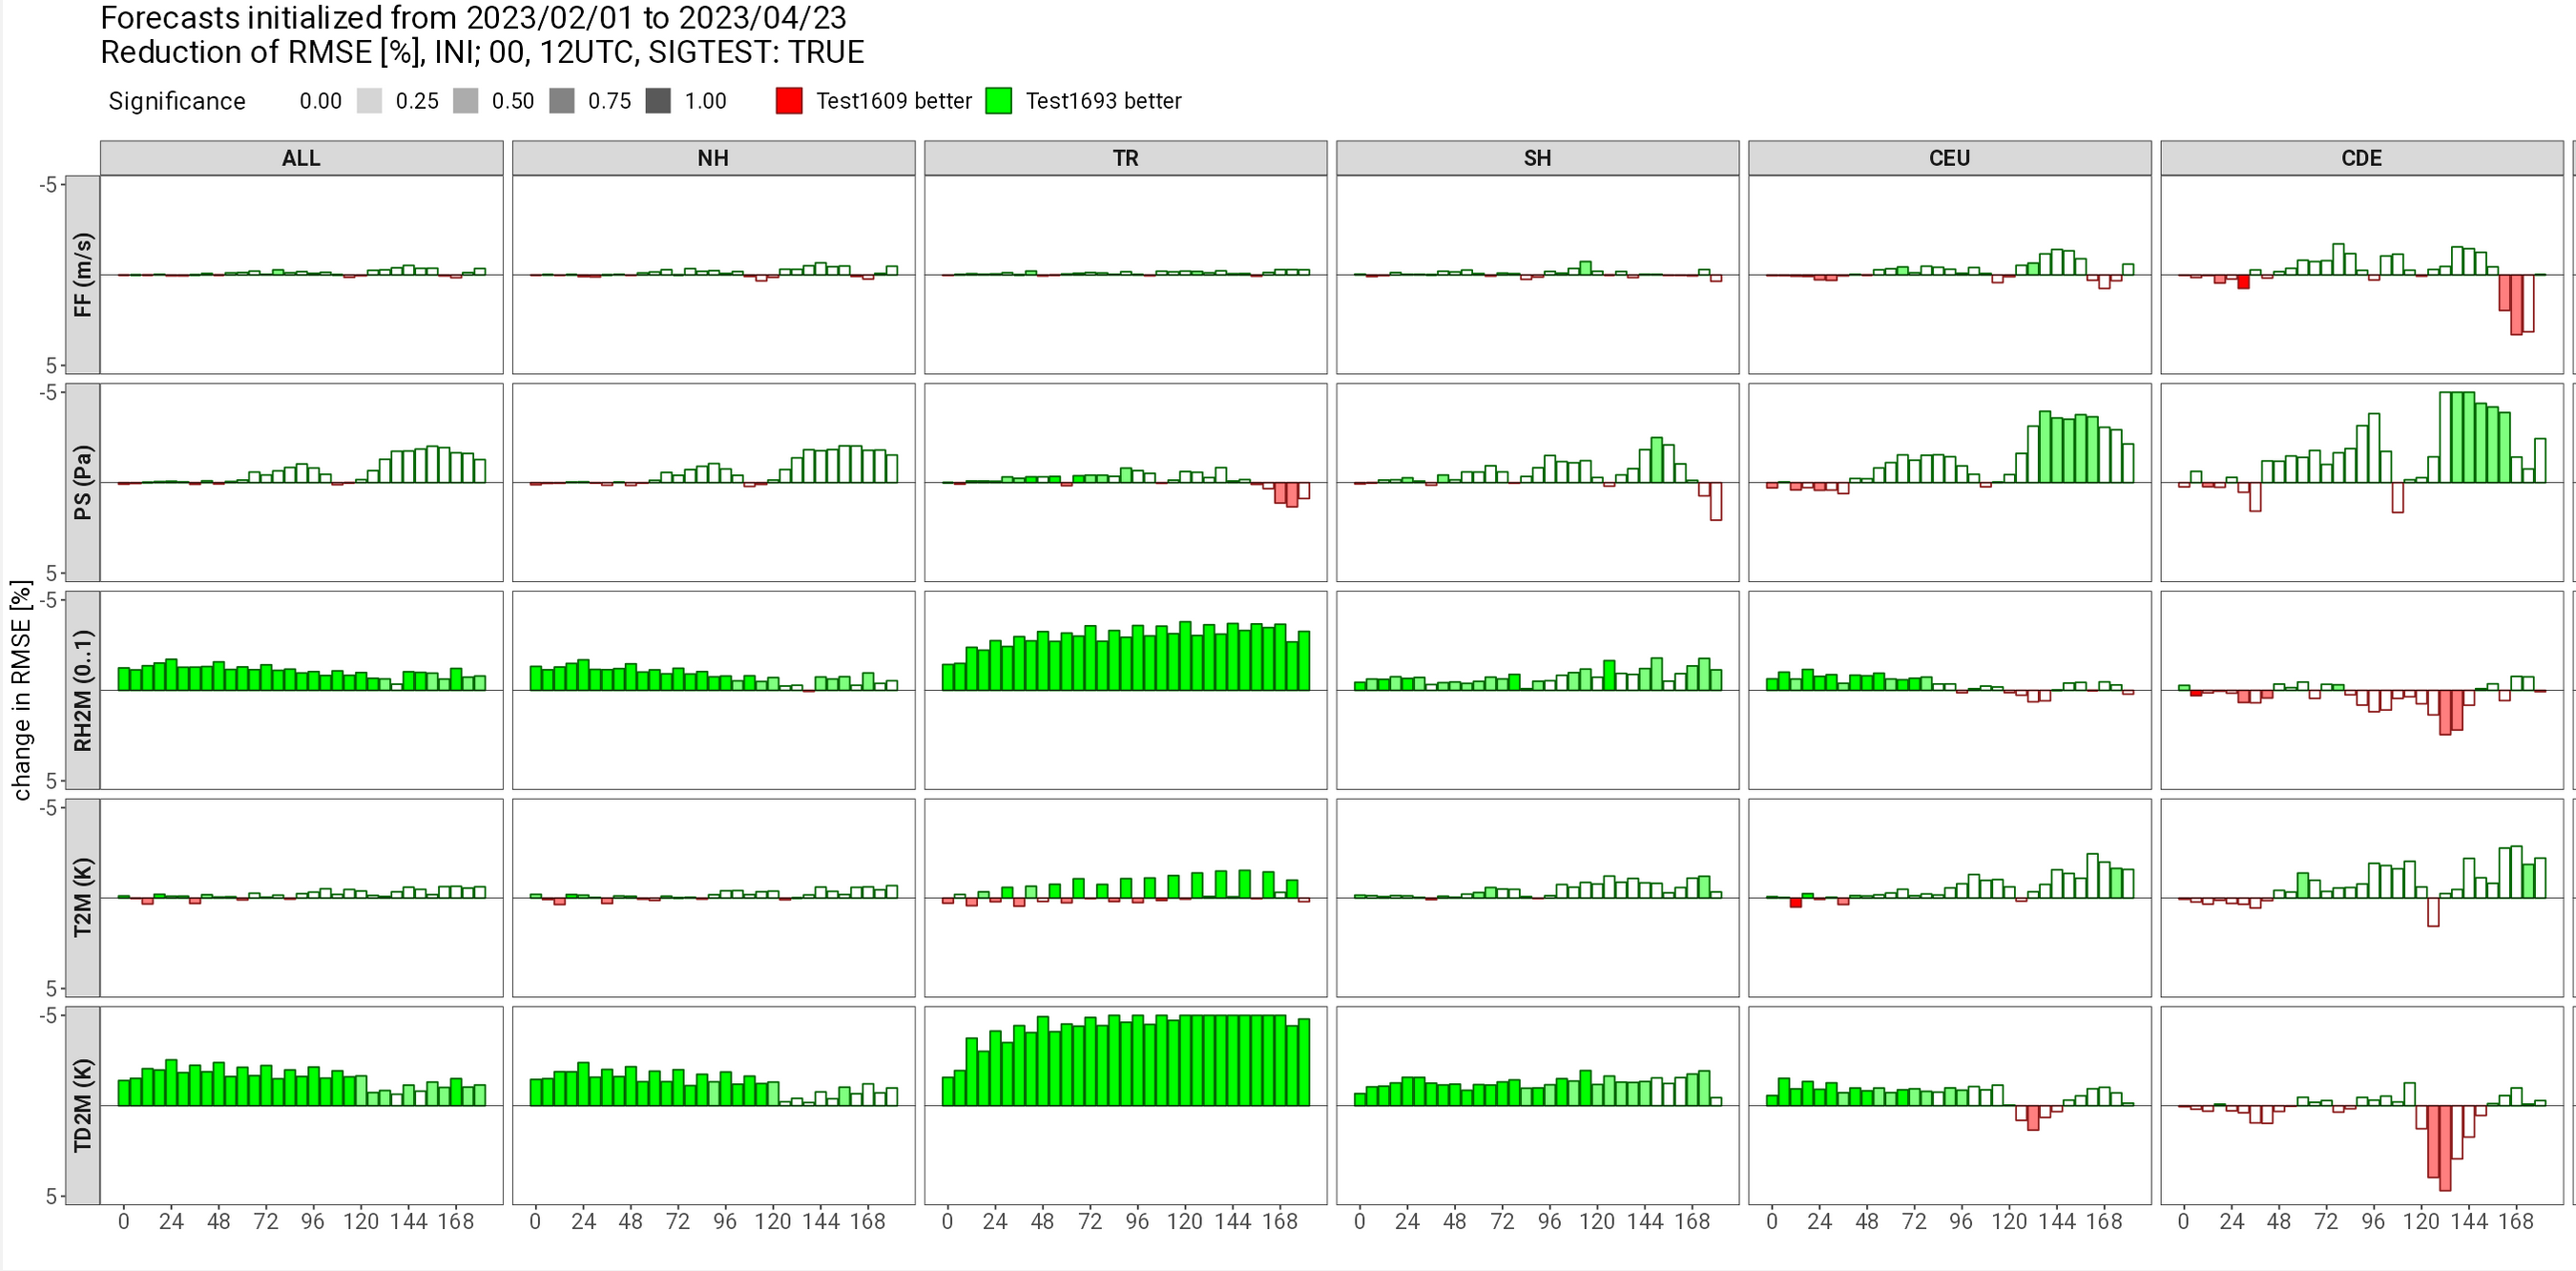 Forecasts initialized from 2023/02/01 to 2023/04/23
Reduction of RMSE [%], INI; 00, 12UTC, SIGTEST: TRUE
Significance 0.00 0.25 0.50 0.75 1.00 Test1609 better Test1693 better
ALL NH TR SH CEU CDE
change in RMSE [%]
FF (m/s)
-5
5
PS (Pa)
-5
5
RH2M (0..1)
-5
5
T2M (K)
-5
5
TD2M (K)
-5
5
0 24 48 72 96 120 144 168 0 24 48 72 96 120 144 168 0 24 48 72 96 120 144 168 0 24 48 72 96 120 144 168 0 24 48 72 96 120 144 168 0 24 48 72 96 120 144 168